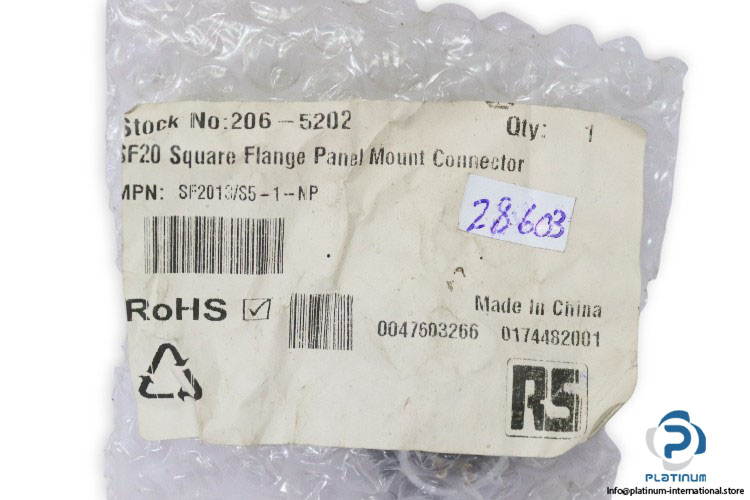 Stock No:206-5202
Qty: 1
SF20 Square Flange Panel Mount Connector
MPN: SF2013/S5-1-NP
28603
RoHS
Made In China
0047603266 0174482001
RS
PLATINUM
Info@platinum-international.store